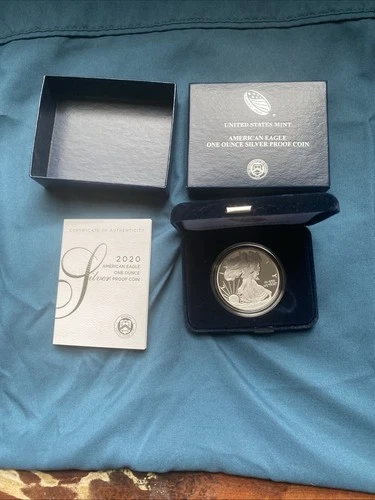 UNITED STATES MINT
AMERICAN EAGLE
ONE OUNCE SILVER PROOF COIN
CERTIFICATE OF AUTHENTICITY
2020
AMERICAN EAGLE
ONE OUNCE
Silver PROOF COIN